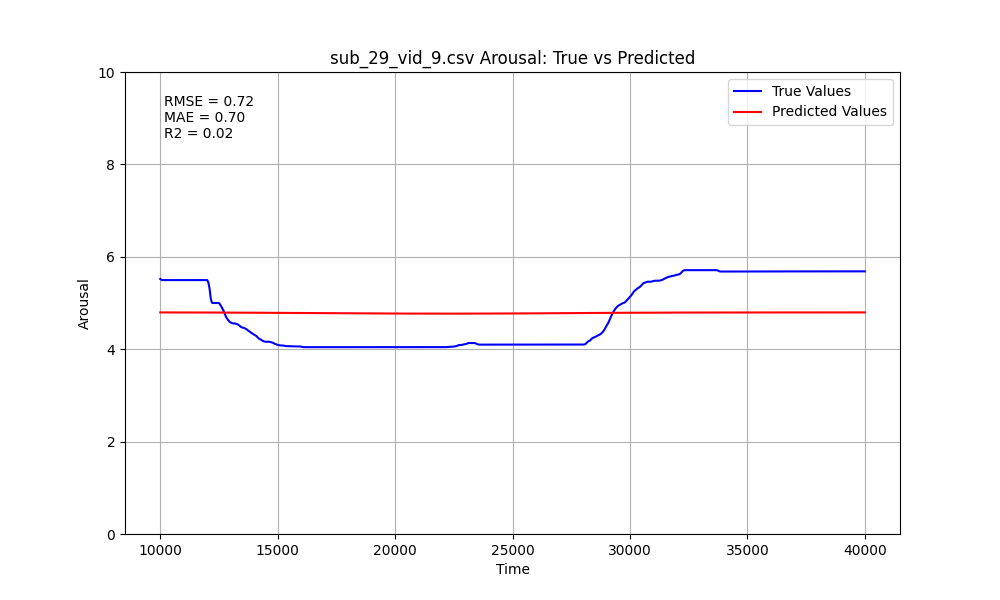 sub_29_vid_9.csv Arousal: True vs Predicted
RMSE = 0.72
MAE = 0.70
R2 = 0.02
True Values
Predicted Values
Arousal
10
8
6
4
2
0
10000 15000 20000 25000 30000 35000 40000
Time